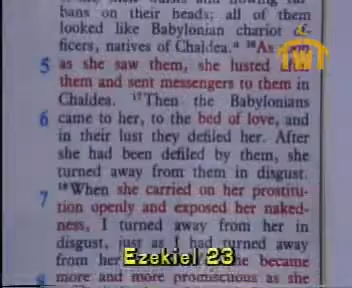 bans on their heads; all of them
looked like Babylonian chariot of-
ficers, natives of Chaldea. ᵃ ¹⁶As
5 as she saw them, she lusted
them and sent messengers to them in
Chaldea. ¹⁷Then the Babylonians
6 came to her, to the bed of love, and
in their lust they defiled her. After
she had been defiled by them, she
turned away from them in disgust.
7 ¹⁸When she carried on her prostitu-
tion openly and exposed her naked-
ness, I turned away from her in
disgust, just as I had turned away
from her
became
more and more promiscuous as she
Ezekiel 23